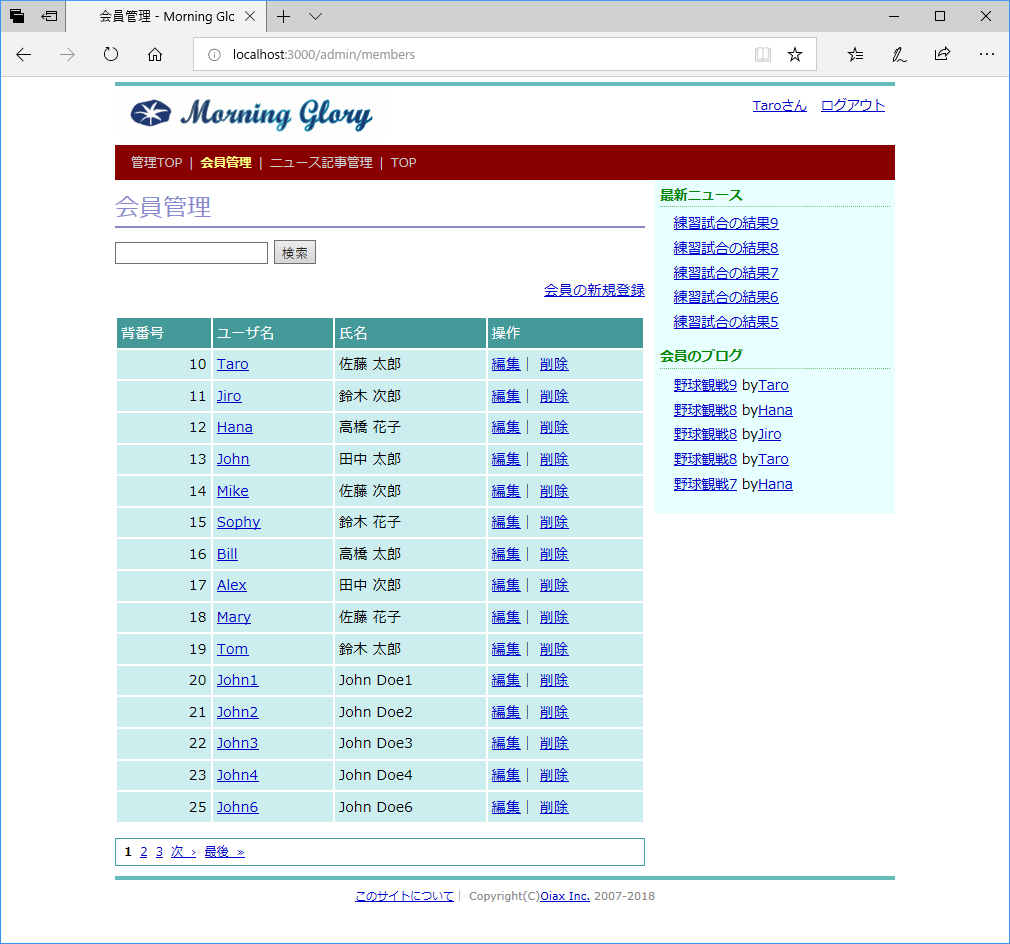 会員管理 - Morning Glc
localhost:3000/admin/members
Morning Glory
Taroさん ログアウト
管理TOP | 会員管理 | ニュース記事管理 | TOP
会員管理
検索
会員の新規登録
背番号 ユーザ名 氏名 操作
10 Taro 佐藤 太郎 編集 | 削除
11 Jiro 鈴木 次郎 編集 | 削除
12 Hana 高橋 花子 編集 | 削除
13 John 田中 太郎 編集 | 削除
14 Mike 佐藤 次郎 編集 | 削除
15 Sophy 鈴木 花子 編集 | 削除
16 Bill 高橋 太郎 編集 | 削除
17 Alex 田中 次郎 編集 | 削除
18 Mary 佐藤 花子 編集 | 削除
19 Tom 鈴木 太郎 編集 | 削除
20 John1 John Doe1 編集 | 削除
21 John2 John Doe2 編集 | 削除
22 John3 John Doe3 編集 | 削除
23 John4 John Doe4 編集 | 削除
25 John6 John Doe6 編集 | 削除
1 2 3 次 › 最後 »
最新ニュース
練習試合の結果9
練習試合の結果8
練習試合の結果7
練習試合の結果6
練習試合の結果5
会員のブログ
野球観戦9 byTaro
野球観戦8 byHana
野球観戦8 byJiro
野球観戦8 byTaro
野球観戦7 byHana
このサイトについて | Copyright(C)Oiax Inc. 2007-2018